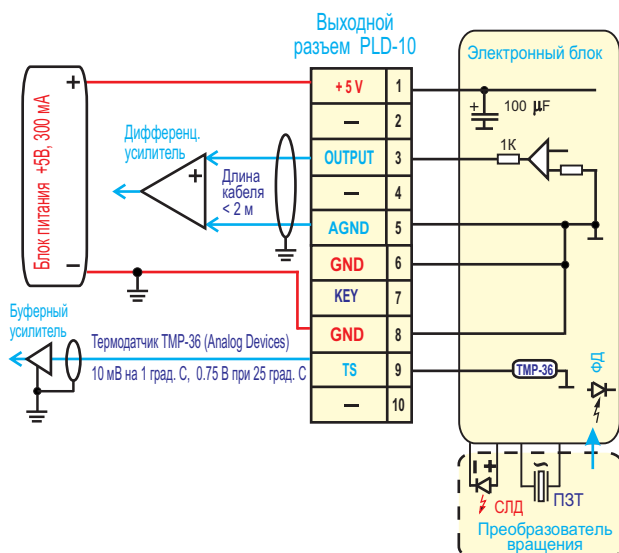 Выходной
разъем PLD-10
Электронный блок
Блок питания +5В, 300 мА
+
–
Дифференц.
усилитель
+
Длина
кабеля
< 2 м
+ 5 V 1
— 2
OUTPUT 3
— 4
AGND 5
GND 6
KEY 7
GND 8
TS 9
— 10
+
100 µF
1К
Буферный
усилитель
Термодатчик TMP-36 (Analog Devices)
10 мВ на 1 град. С, 0.75 В при 25 град. С
TMP-36
ФД
– +
~
СЛД
ПЗТ
Преобразователь
вращения